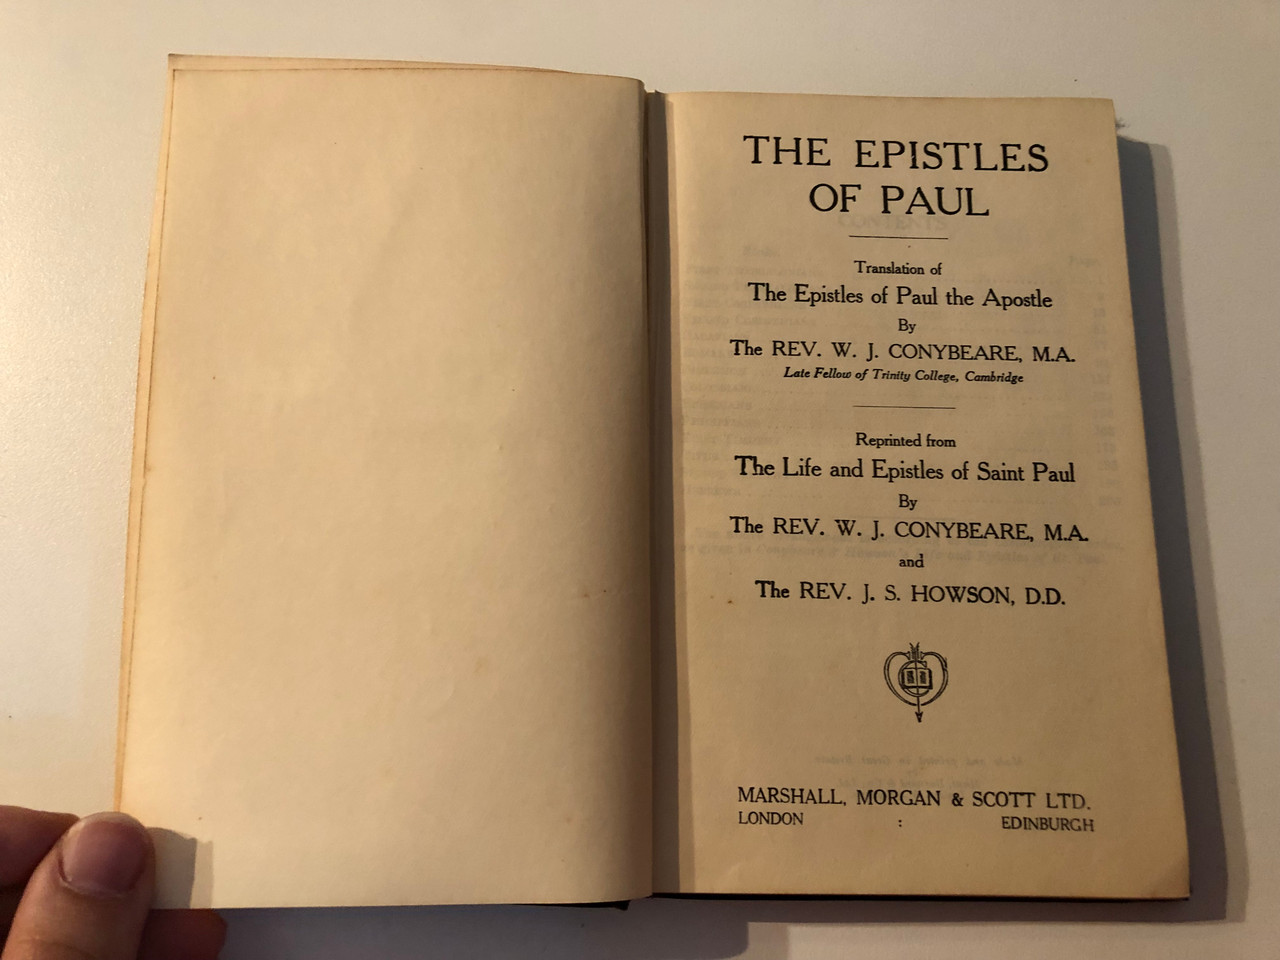 THE EPISTLES
OF PAUL
Translation of
The Epistles of Paul the Apostle
By
The REV. W. J. CONYBEARE, M.A.
Late Fellow of Trinity College, Cambridge
Reprinted from
The Life and Epistles of Saint Paul
By
The REV. W. J. CONYBEARE, M.A.
and
The REV. J. S. HOWSON, D.D.
MARSHALL, MORGAN & SCOTT LTD.
LONDON : EDINBURGH